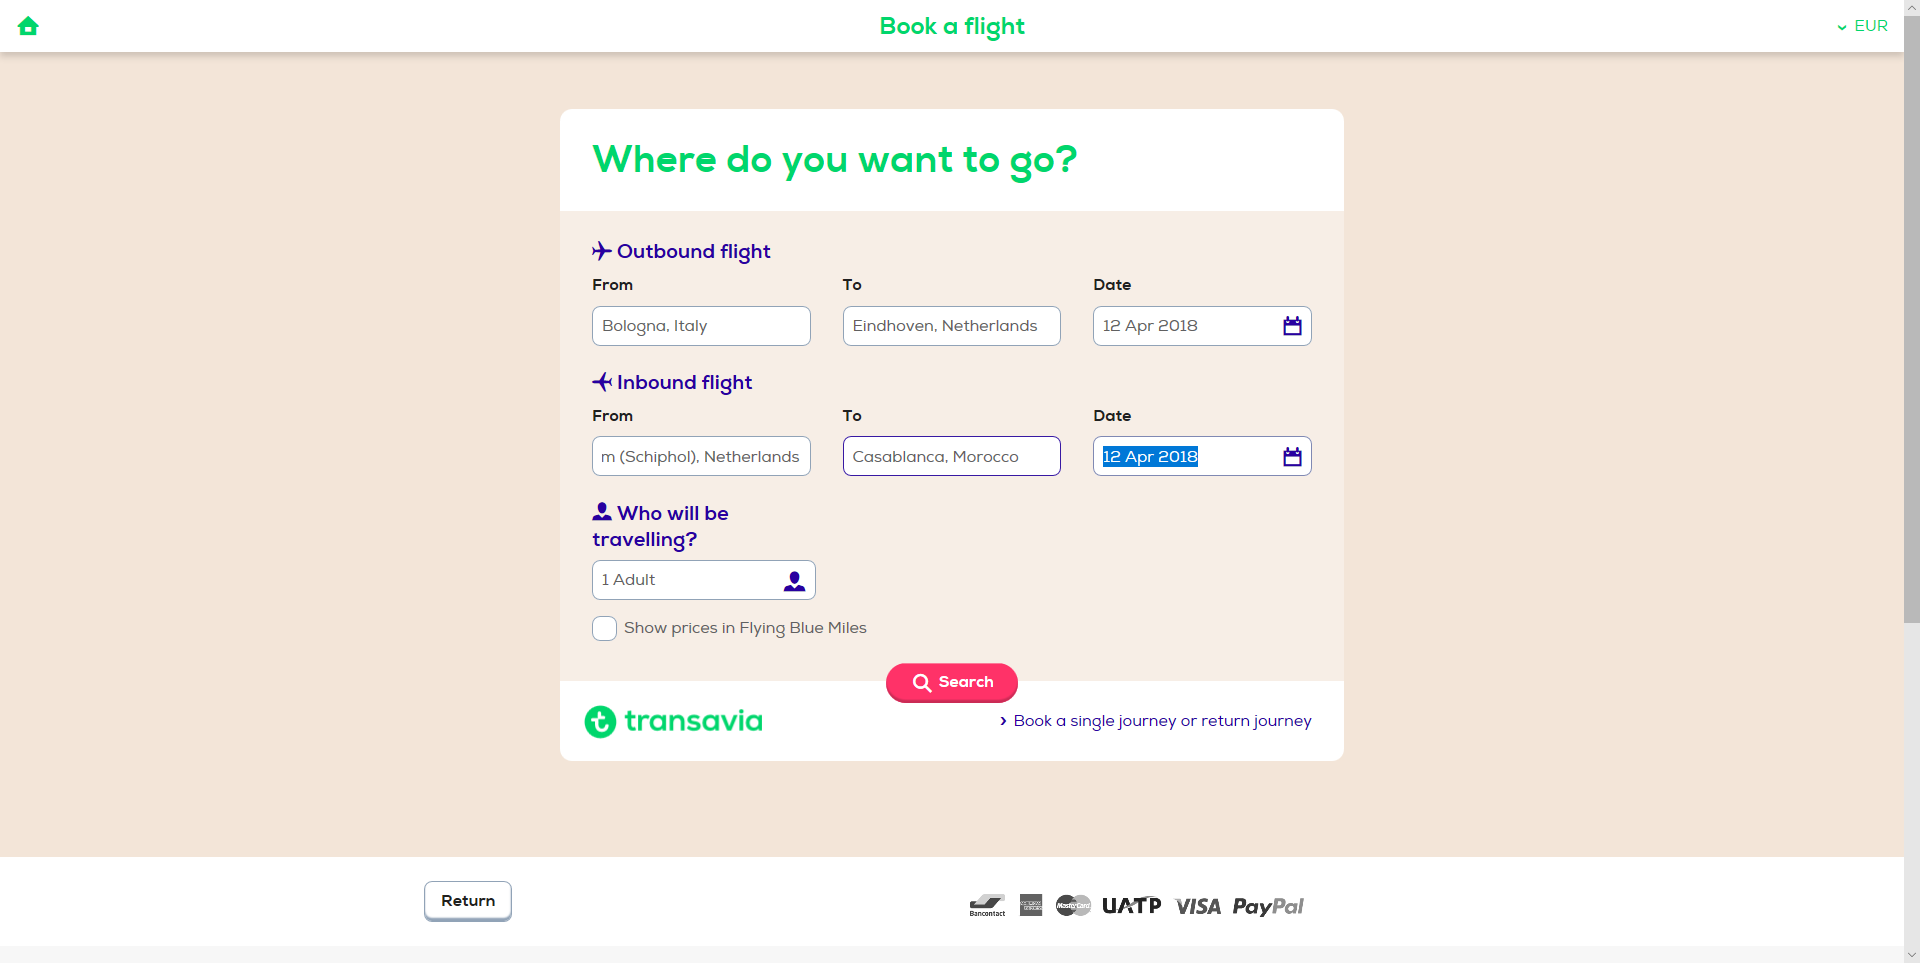 Book a flight
EUR
Where do you want to go?
Outbound flight
From
To
Date
Bologna, Italy
Eindhoven, Netherlands
12 Apr 2018
Inbound flight
From
To
Date
m (Schiphol), Netherlands
Casablanca, Morocco
12 Apr 2018
Who will be
travelling?
1 Adult
Show prices in Flying Blue Miles
Search
transavia
Book a single journey or return journey
Return
Bancontact
MasterCard
UATP
VISA
PayPal